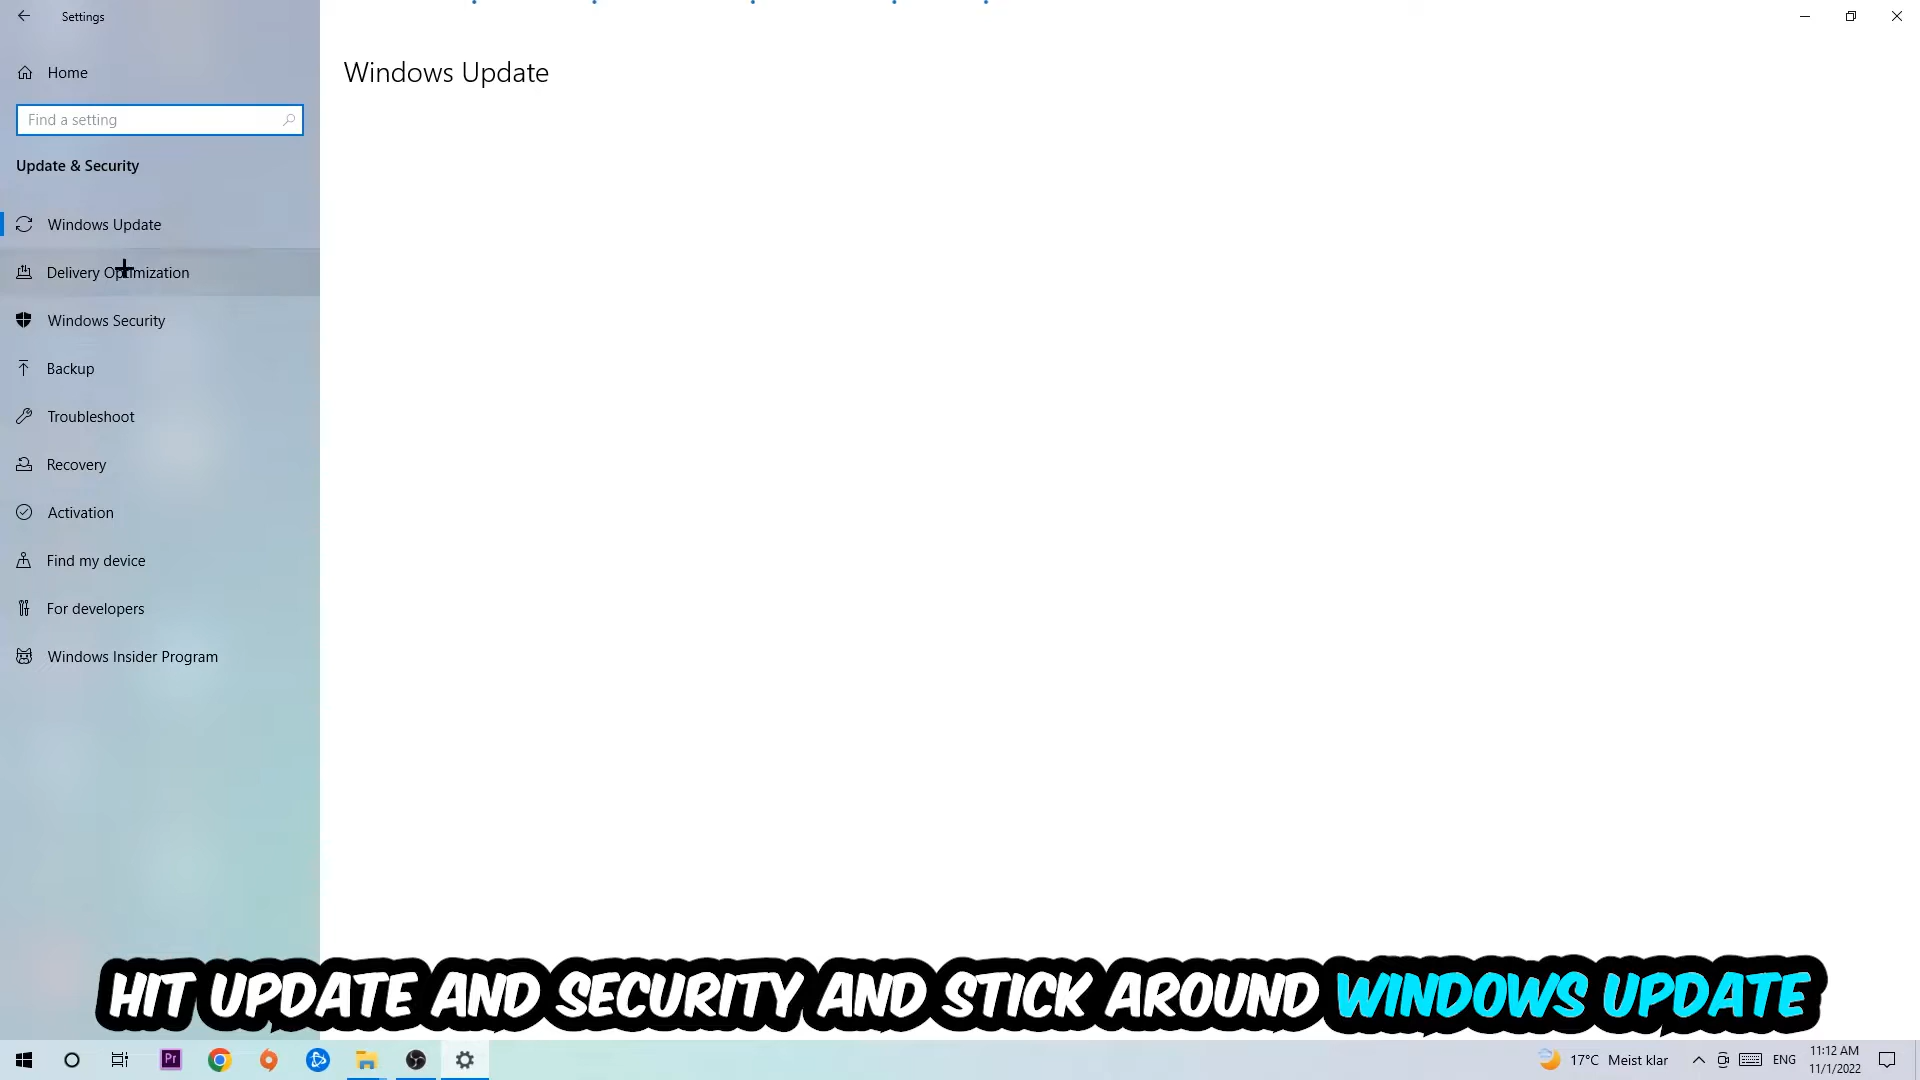 Settings
Home
Windows Update
Find a setting
Update & Security
Windows Update
Delivery Optimization
Windows Security
Backup
Troubleshoot
Recovery
Activation
Find my device
For developers
Windows Insider Program
HIT UPDATE AND SECURITY AND STICK AROUND WINDOWS UPDATE
Pr
17°C Meist klar
ENG
11:12 AM
11/1/2022